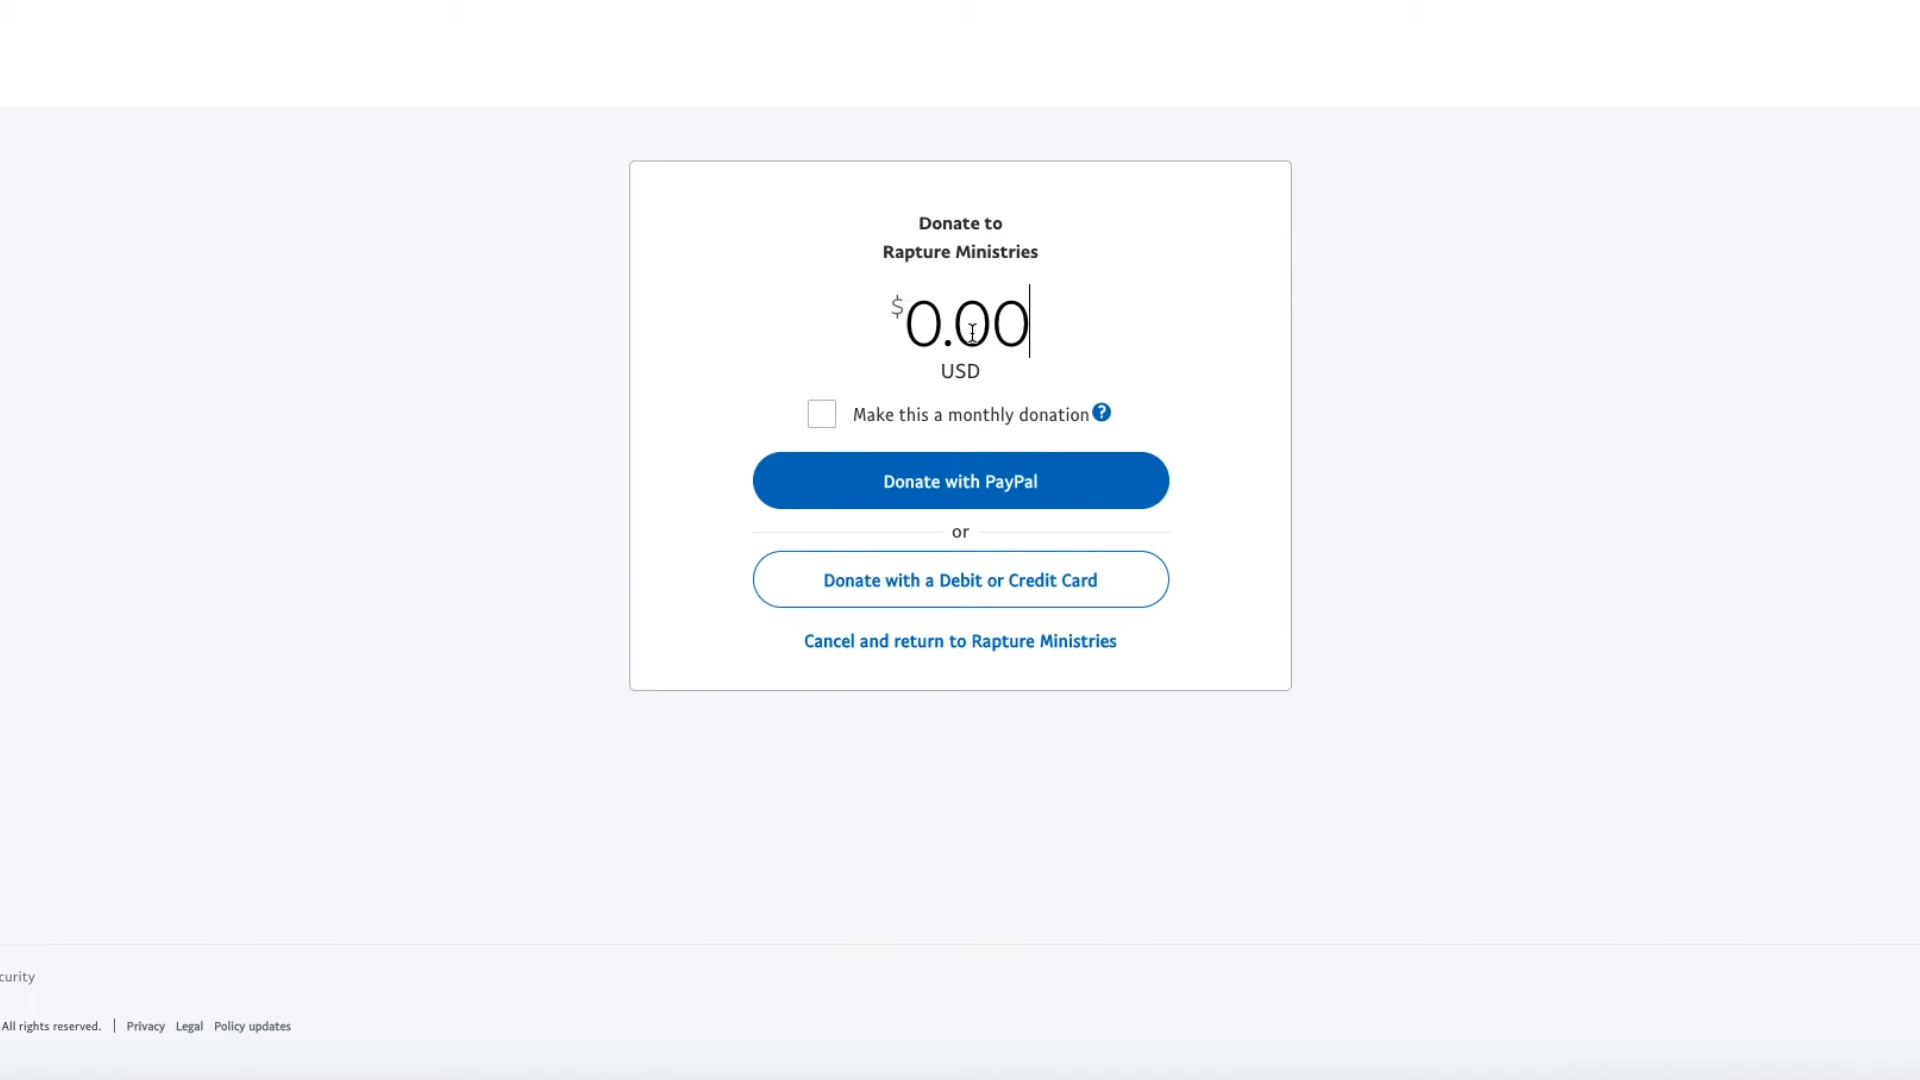 Donate to
Rapture Ministries
$0.00
USD
Make this a monthly donation ?
Donate with PayPal
or
Donate with a Debit or Credit Card
Cancel and return to Rapture Ministries
curity
All rights reserved. | Privacy Legal Policy updates